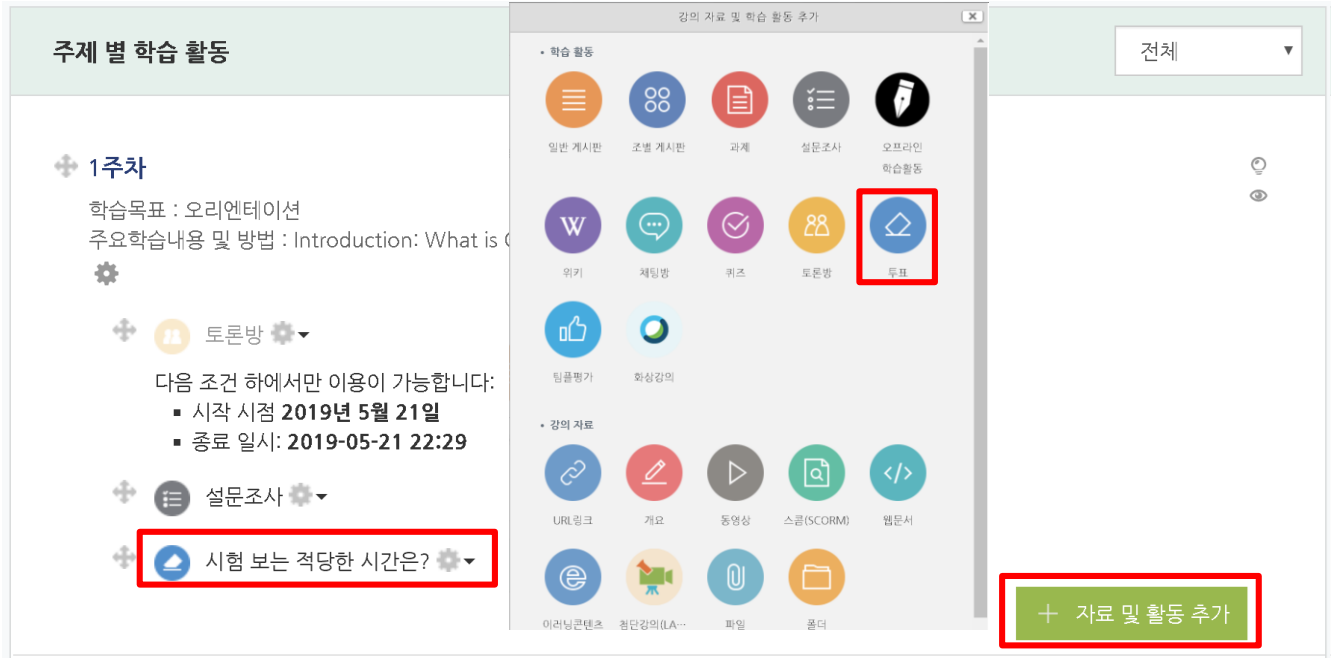 주제 별 학습 활동
전체
1주차
학습목표 : 오리엔테이션
주요학습내용 및 방법 : Introduction: What is
토론방
다음 조건 하에서만 이용이 가능합니다:
시작 시점 2019년 5월 21일
종료 일시: 2019-05-21 22:29
설문조사
시험 보는 적당한 시간은?
강의 자료 및 학습 활동 추가
• 학습 활동
일반 게시판 조별 게시판 과제 설문조사 오프라인
학습활동
위키 채팅방 퀴즈 토론방 투표
팀플평가 화상강의
• 강의 자료
URL링크 개요 동영상 스콤(SCORM) 웹문서
이러닝콘텐츠 첨단강의(LA··· 파일 폴더
+ 자료 및 활동 추가